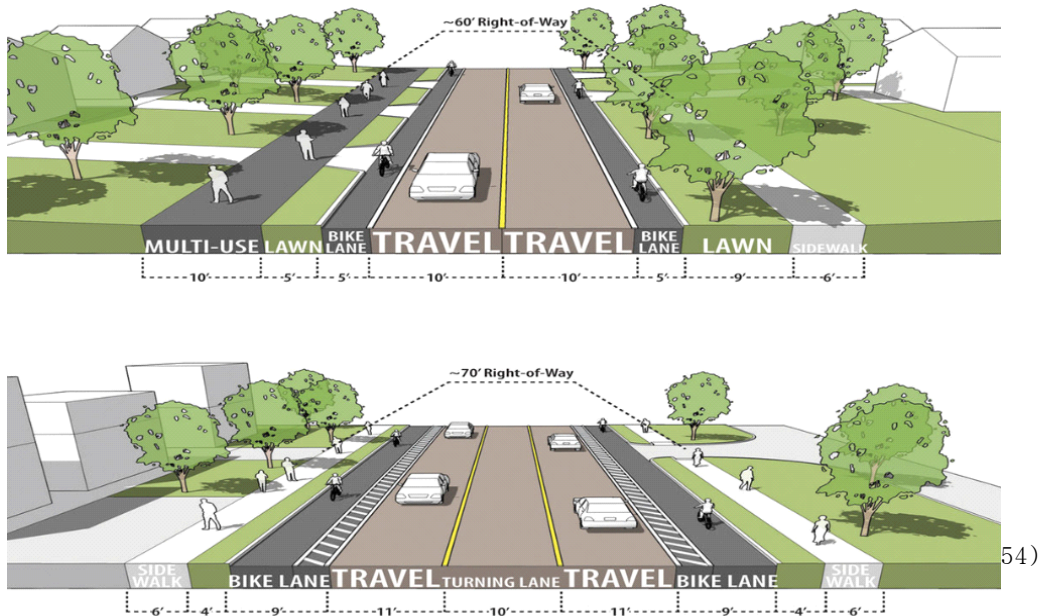 ~60' Right-of-Way
MULTI-USE LAWN BIKE LANE TRAVEL TRAVEL BIKE LANE LAWN SIDEWALK
10' 5' 5' 10' 10' 5' 9' 6'
~70' Right-of-Way
54)
SIDE WALK BIKE LANE TRAVEL TURNING LANE TRAVEL BIKE LANE SIDE WALK
6' 4' 9' 11' 10' 11' 9' 4' 6'